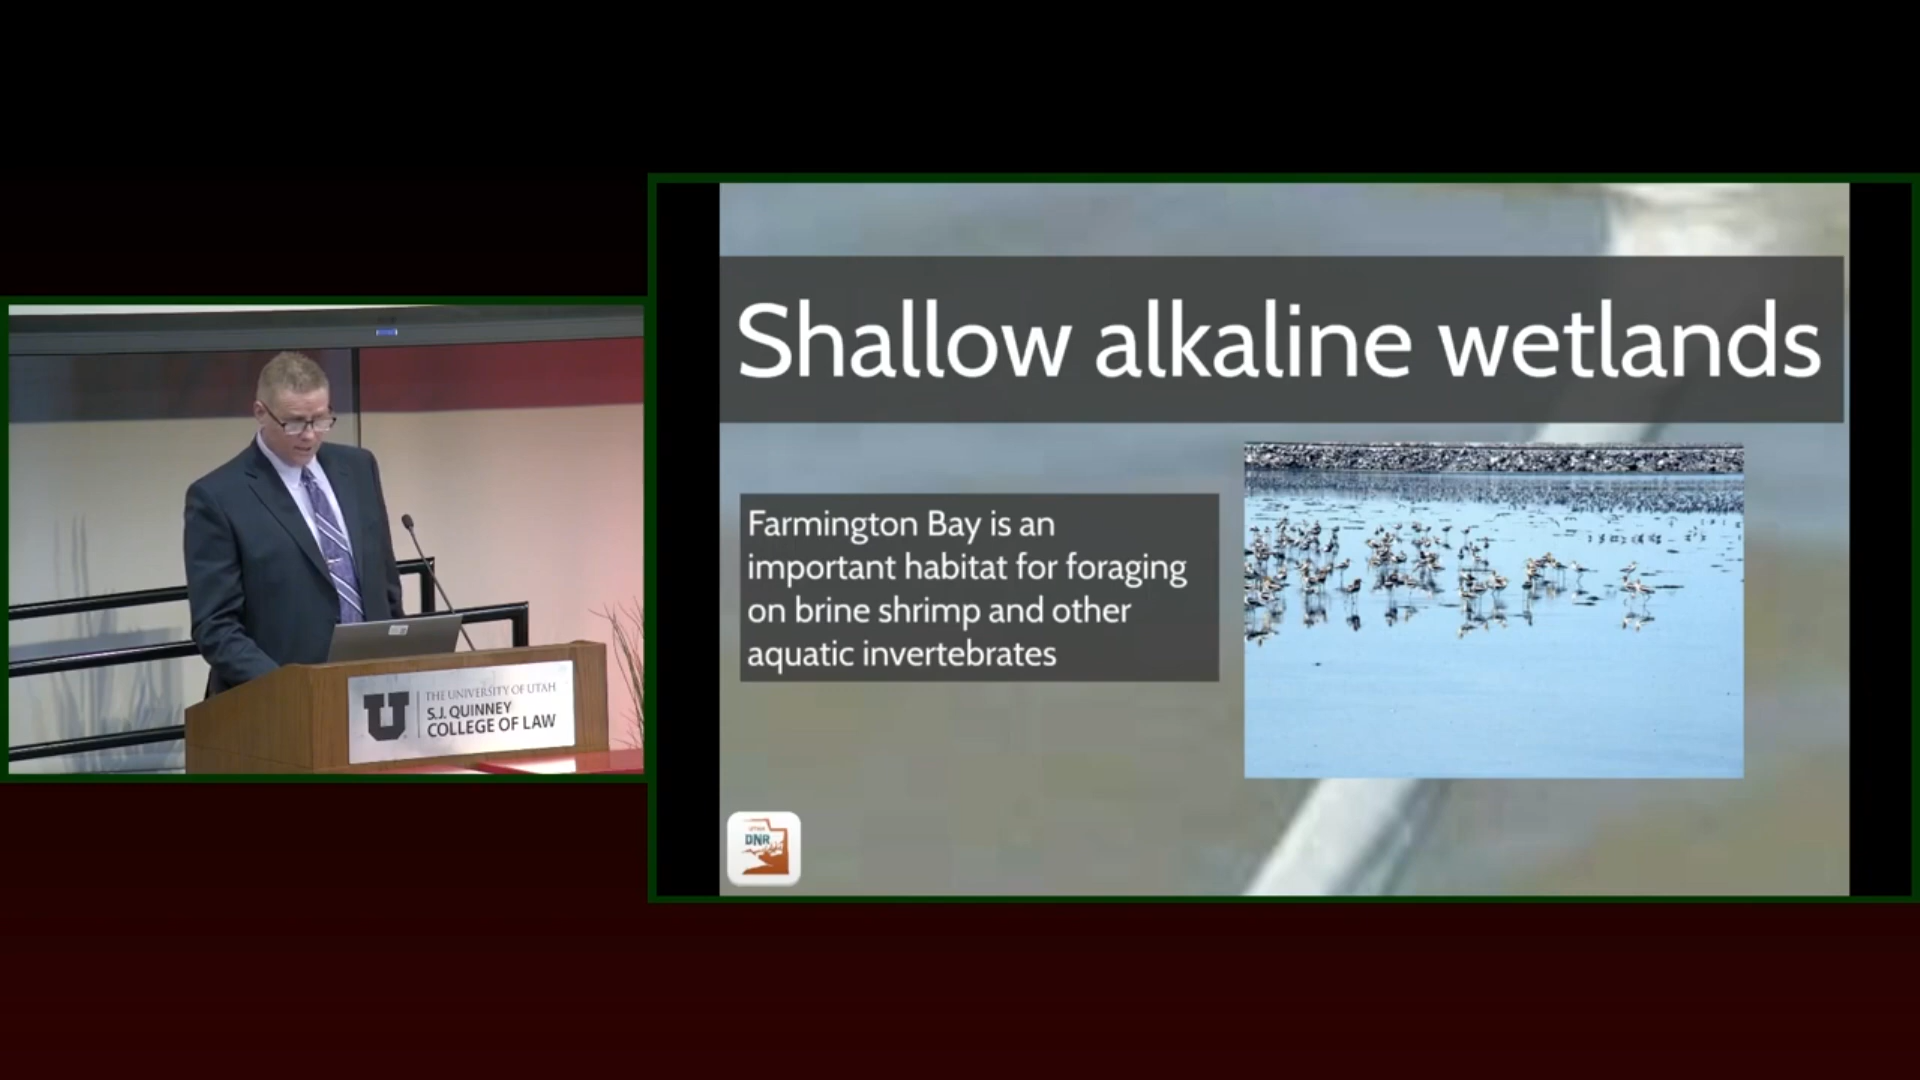 Shallow alkaline wetlands
Farmington Bay is an
important habitat for foraging
on brine shrimp and other
aquatic invertebrates
UTAH
DNR
U
THE UNIVERSITY OF UTAH
S.J. QUINNEY
COLLEGE OF LAW